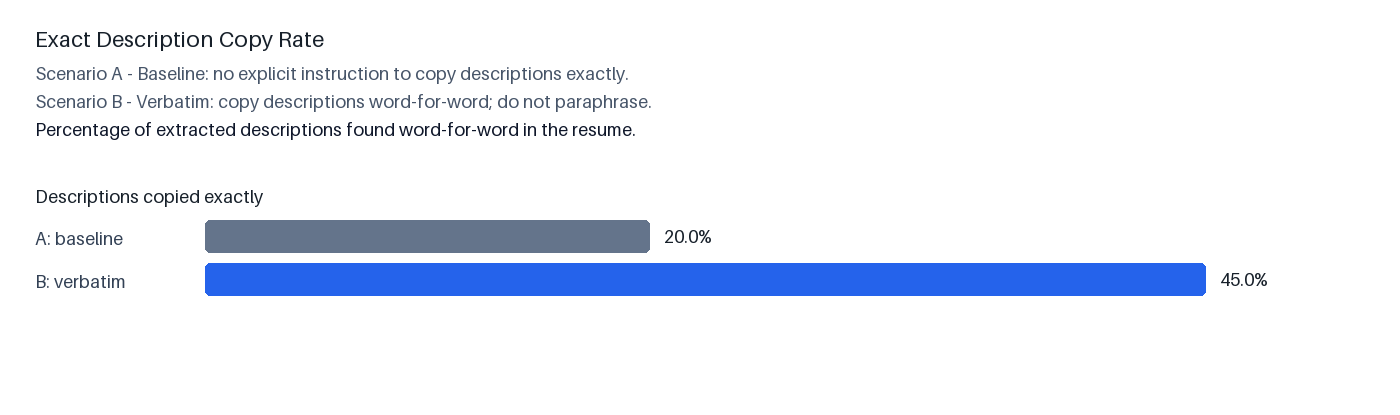 Exact Description Copy Rate
Scenario A - Baseline: no explicit instruction to copy descriptions exactly.
Scenario B - Verbatim: copy descriptions word-for-word; do not paraphrase.
Percentage of extracted descriptions found word-for-word in the resume.
Descriptions copied exactly
A: baseline 20.0%
B: verbatim 45.0%